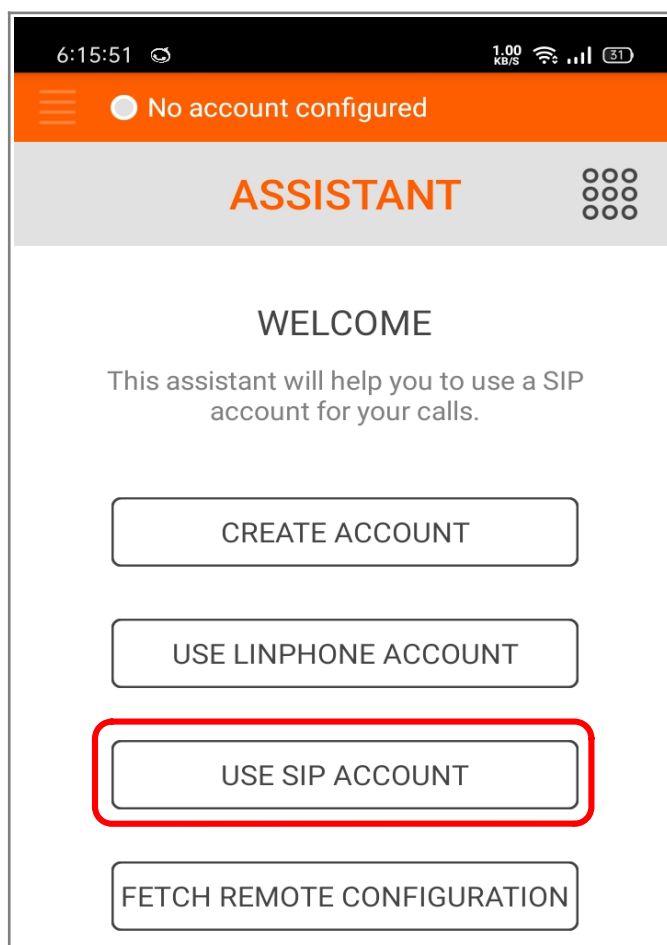 6:15:51
1.00
KB/S
31
No account configured
ASSISTANT
WELCOME
This assistant will help you to use a SIP
account for your calls.
CREATE ACCOUNT
USE LINPHONE ACCOUNT
USE SIP ACCOUNT
FETCH REMOTE CONFIGURATION